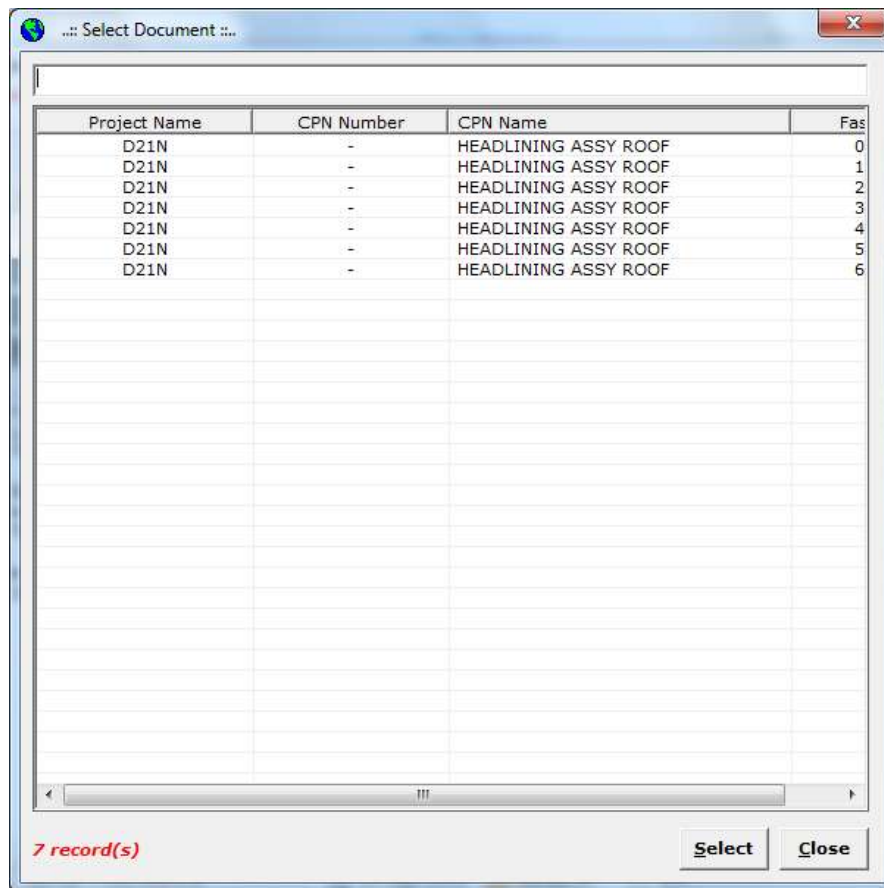 ..:: Select Document ::..
Project Name CPN Number CPN Name Fas
D21N - HEADLINING ASSY ROOF 0
D21N - HEADLINING ASSY ROOF 1
D21N - HEADLINING ASSY ROOF 2
D21N - HEADLINING ASSY ROOF 3
D21N - HEADLINING ASSY ROOF 4
D21N - HEADLINING ASSY ROOF 5
D21N - HEADLINING ASSY ROOF 6
7 record(s) Select Close